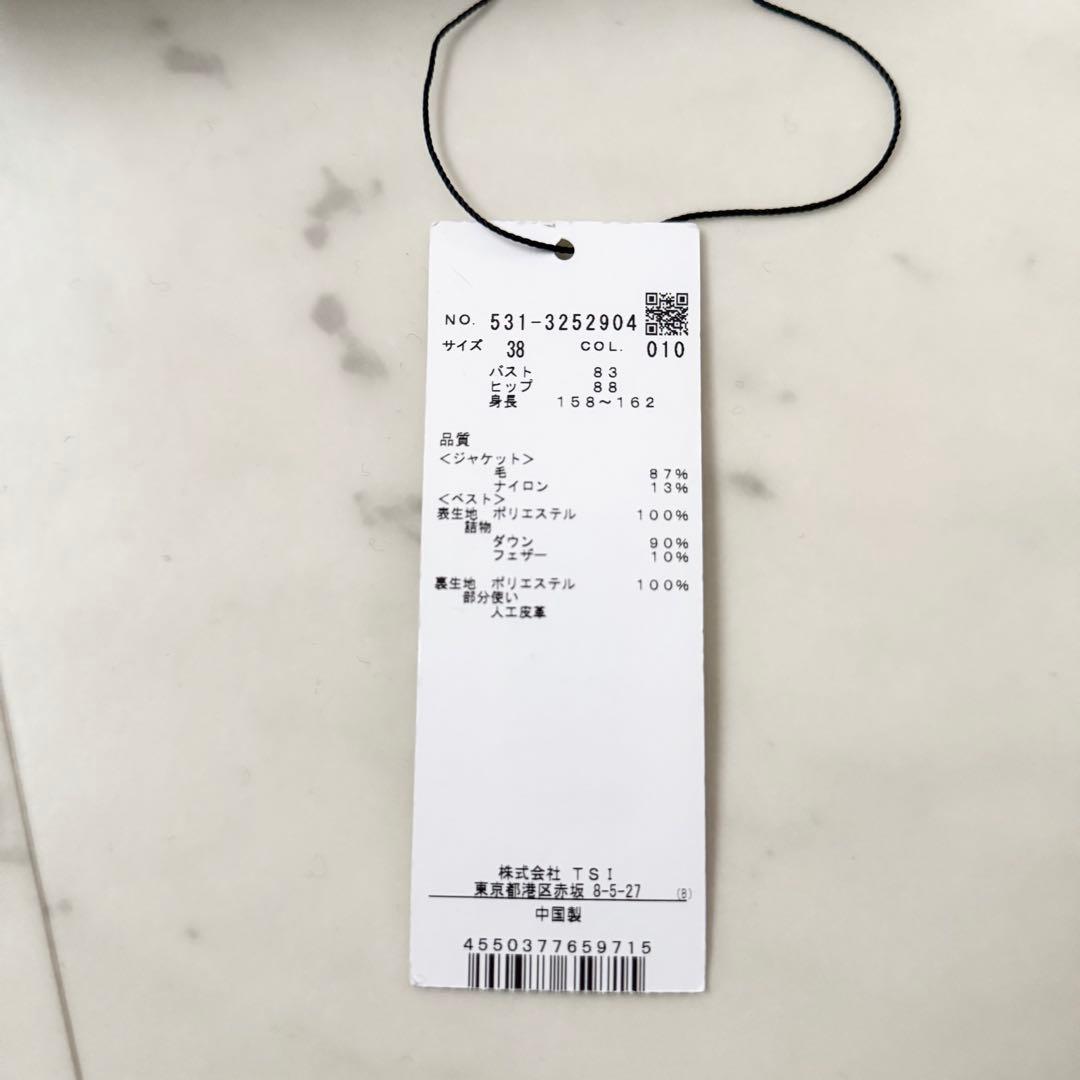 NO. 531-3252904
サイズ 38 COL. 010
バスト 83
ヒップ 88
身長 158〜162
品質
<ジャケット>
毛 87%
ナイロン 13%
<ベスト>
表生地 ポリエステル 100%
詰物
ダウン 90%
フェザー 10%
裏生地 ポリエステル 100%
部分使い
人工皮革
株式会社 TSI
東京都港区赤坂 8-5-27 (B)
中国製
4550377659715